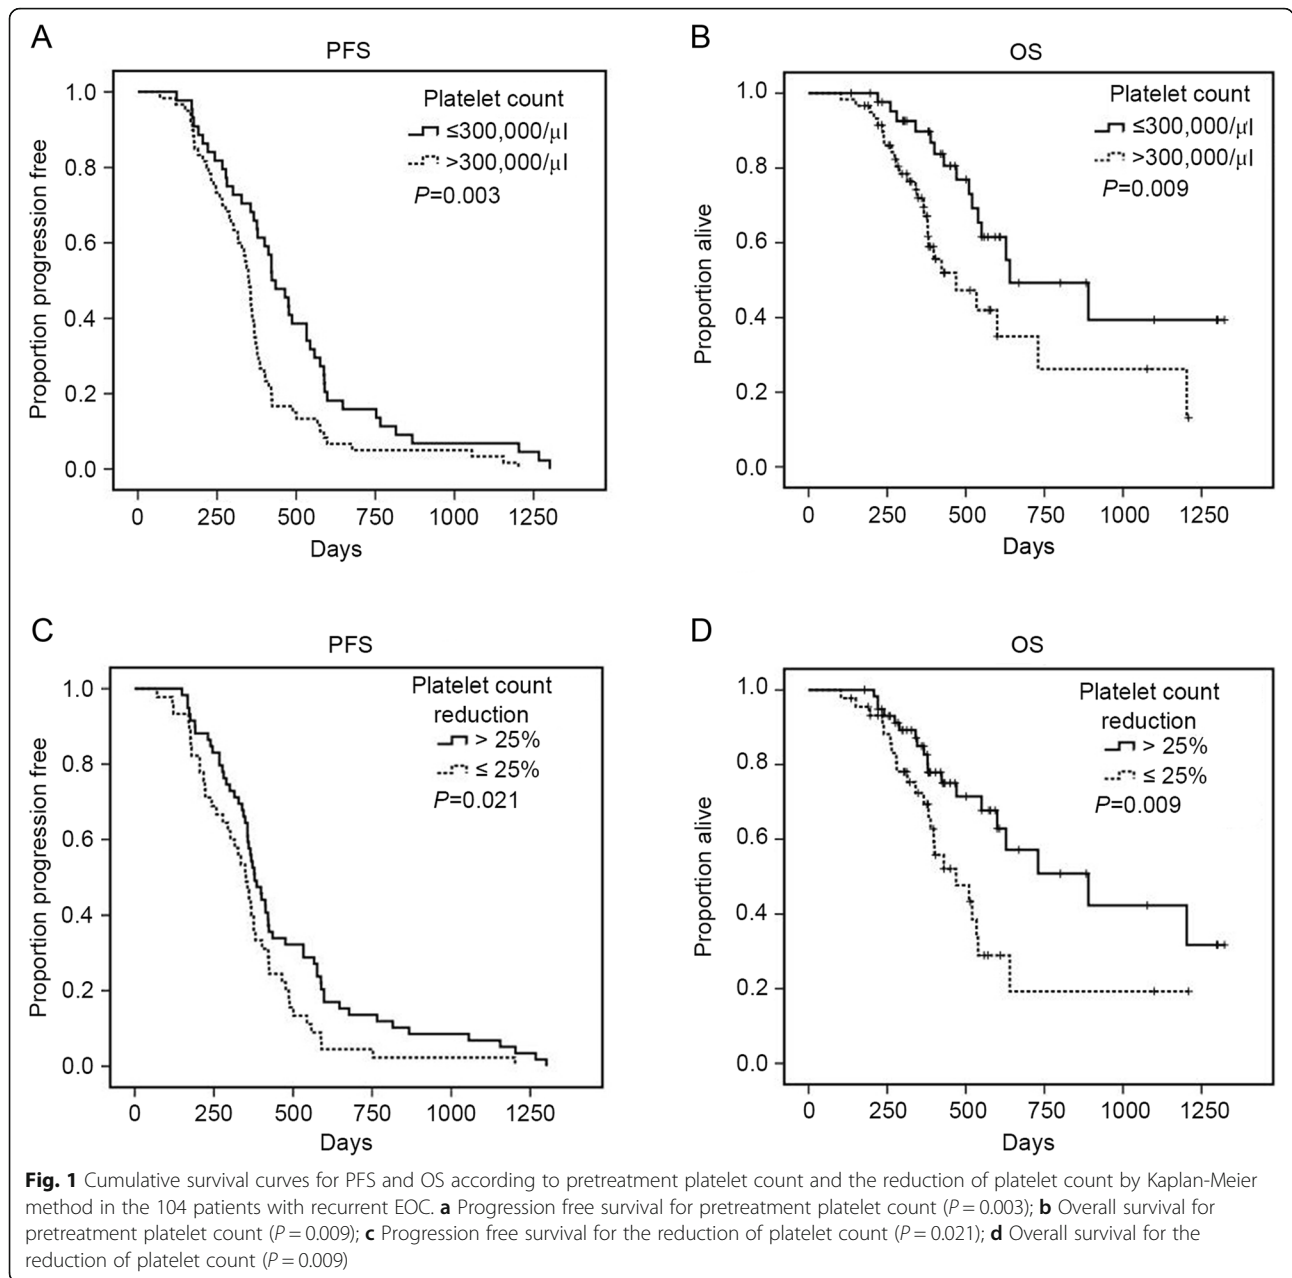 A
PFS
Proportion progression free
1.0
0.8
0.6
0.4
0.2
0.0
Platelet count
≤300,000/μl
>300,000/μl
P=0.003
0 250 500 750 1000 1250
Days
B
OS
Proportion alive
1.0
0.8
0.6
0.4
0.2
0.0
Platelet count
≤300,000/μl
>300,000/μl
P=0.009
0 250 500 750 1000 1250
Days
C
PFS
Proportion progression free
1.0
0.8
0.6
0.4
0.2
0.0
Platelet count
reduction
> 25%
≤ 25%
P=0.021
0 250 500 750 1000 1250
Days
D
OS
Proportion alive
1.0
0.8
0.6
0.4
0.2
0.0
Platelet count
reduction
> 25%
≤ 25%
P=0.009
0 250 500 750 1000 1250
Days
Fig. 1 Cumulative survival curves for PFS and OS according to pretreatment platelet count and the reduction of platelet count by Kaplan-Meier
method in the 104 patients with recurrent EOC. a Progression free survival for pretreatment platelet count (P = 0.003); b Overall survival for
pretreatment platelet count (P = 0.009); c Progression free survival for the reduction of platelet count (P = 0.021); d Overall survival for the
reduction of platelet count (P = 0.009)